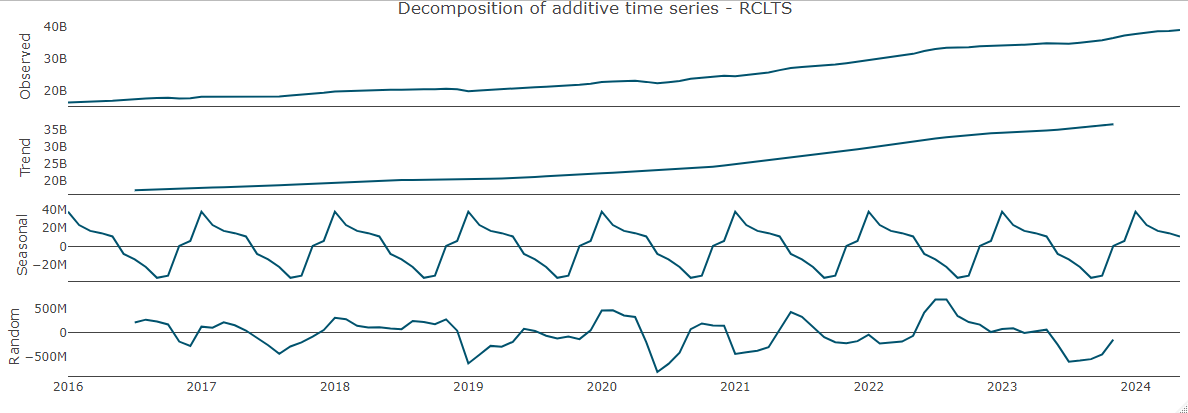 Decomposition of additive time series - RCLTS
Observed
40B
30B
20B
Trend
35B
30B
25B
20B
Seasonal
40M
20M
0
−20M
Random
500M
0
−500M
2016 2017 2018 2019 2020 2021 2022 2023 2024